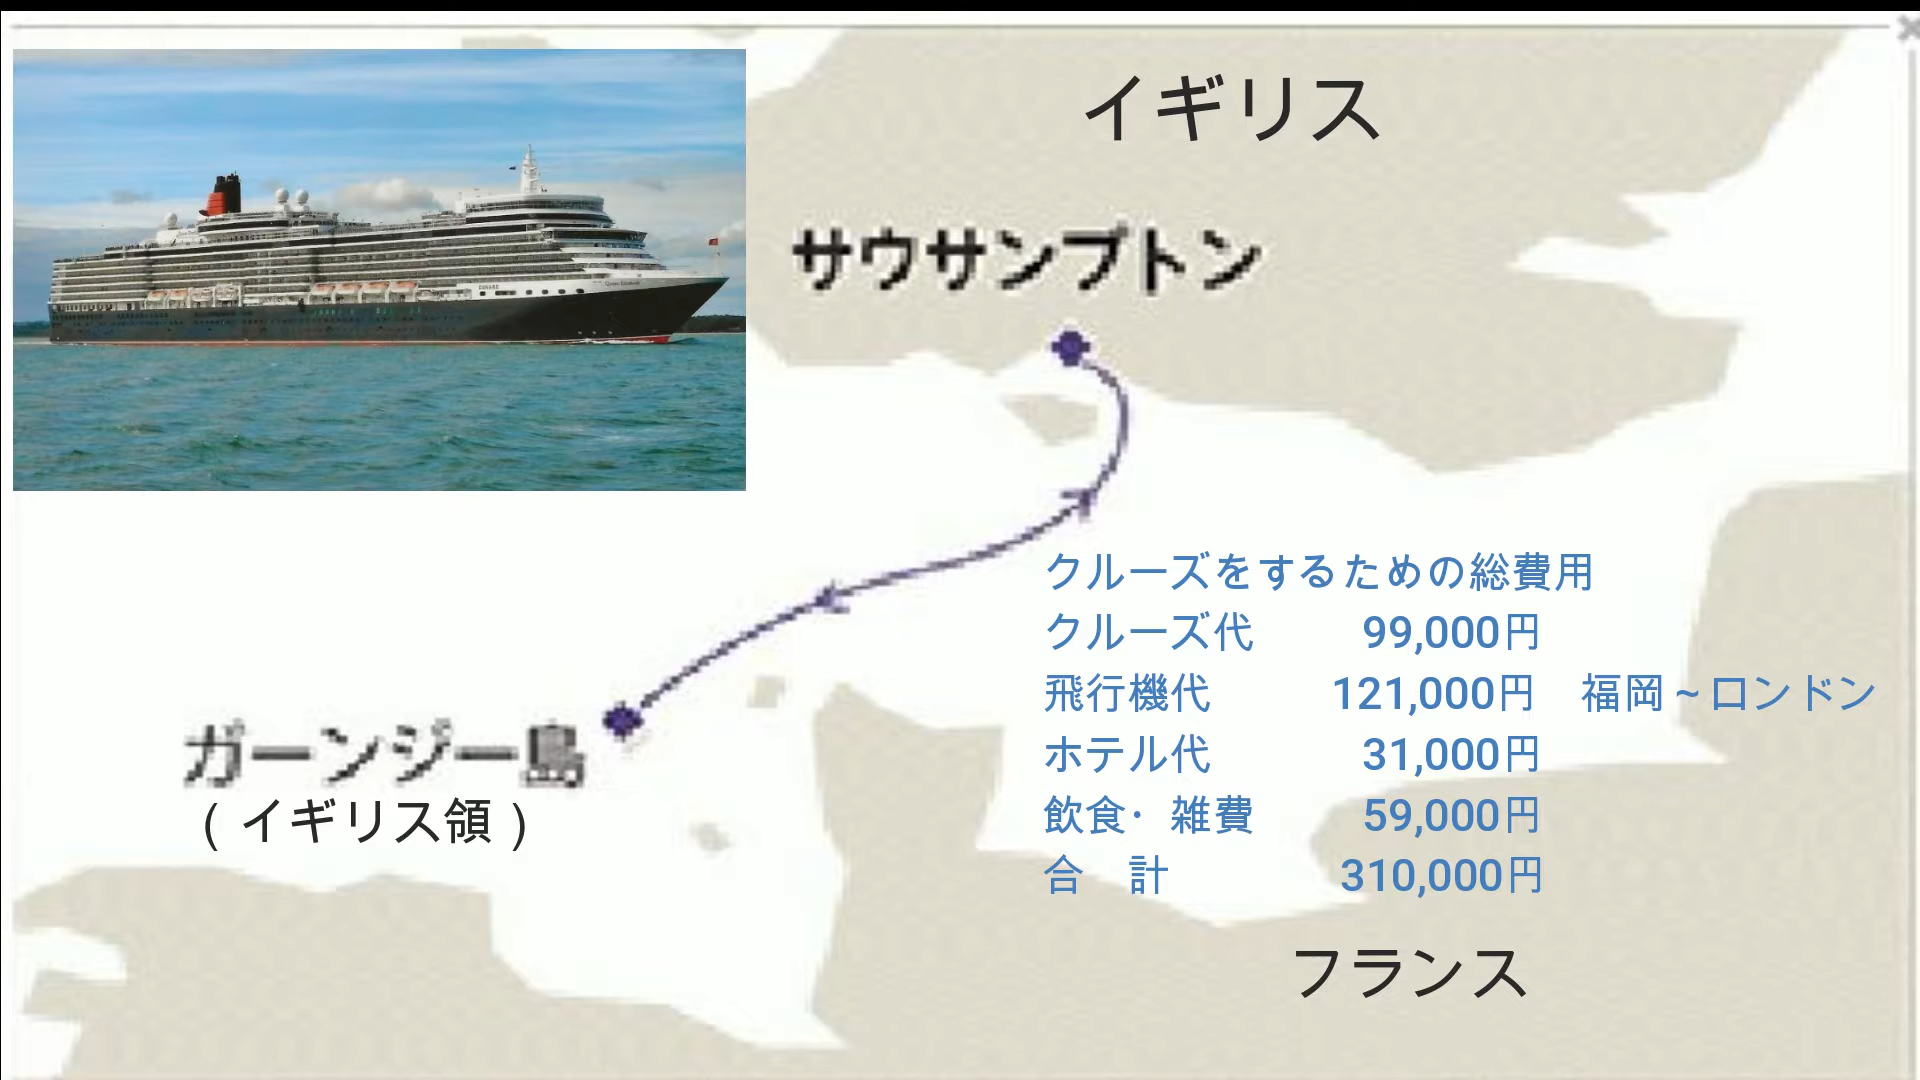 イギリス
サウサンプトン
CUNARD
ガーンジー島
(イギリス領)
クルーズをするための総費用
クルーズ代 99,000円
飛行機代 121,000円 福岡~ロンドン
ホテル代 31,000円
飲食・雑費 59,000円
合 計 310,000円
フランス